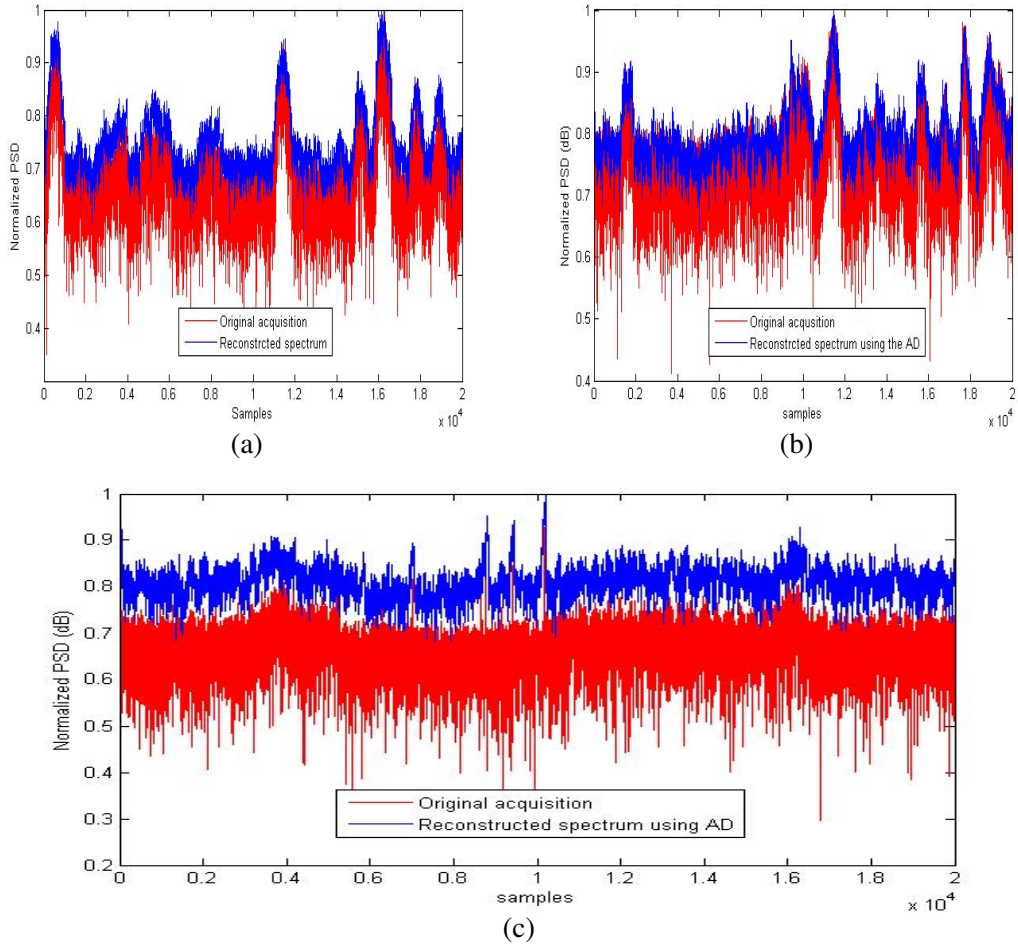 1
0.9
0.8
0.7
0.6
0.5
0.4
Normalized PSD
Original acquisition
Reconstrcted spectrum
0 0.2 0.4 0.6 0.8 1 1.2 1.4 1.6 1.8 2
Samples
x 10^4
(a)
1
0.9
0.8
0.7
0.6
0.5
0.4
Normalized PSD (dB)
Original acqusition
Reconstrcted spectrum using the AD
0 0.2 0.4 0.6 0.8 1 1.2 1.4 1.6 1.8 2
samples
x 10^4
(b)
1
0.9
0.8
0.7
0.6
0.5
0.4
0.3
0.2
Normalized PSD (dB)
Original acquisition
Reconstructed spectrum using AD
0 0.2 0.4 0.6 0.8 1 1.2 1.4 1.6 1.8 2
samples
x 10^4
(c)